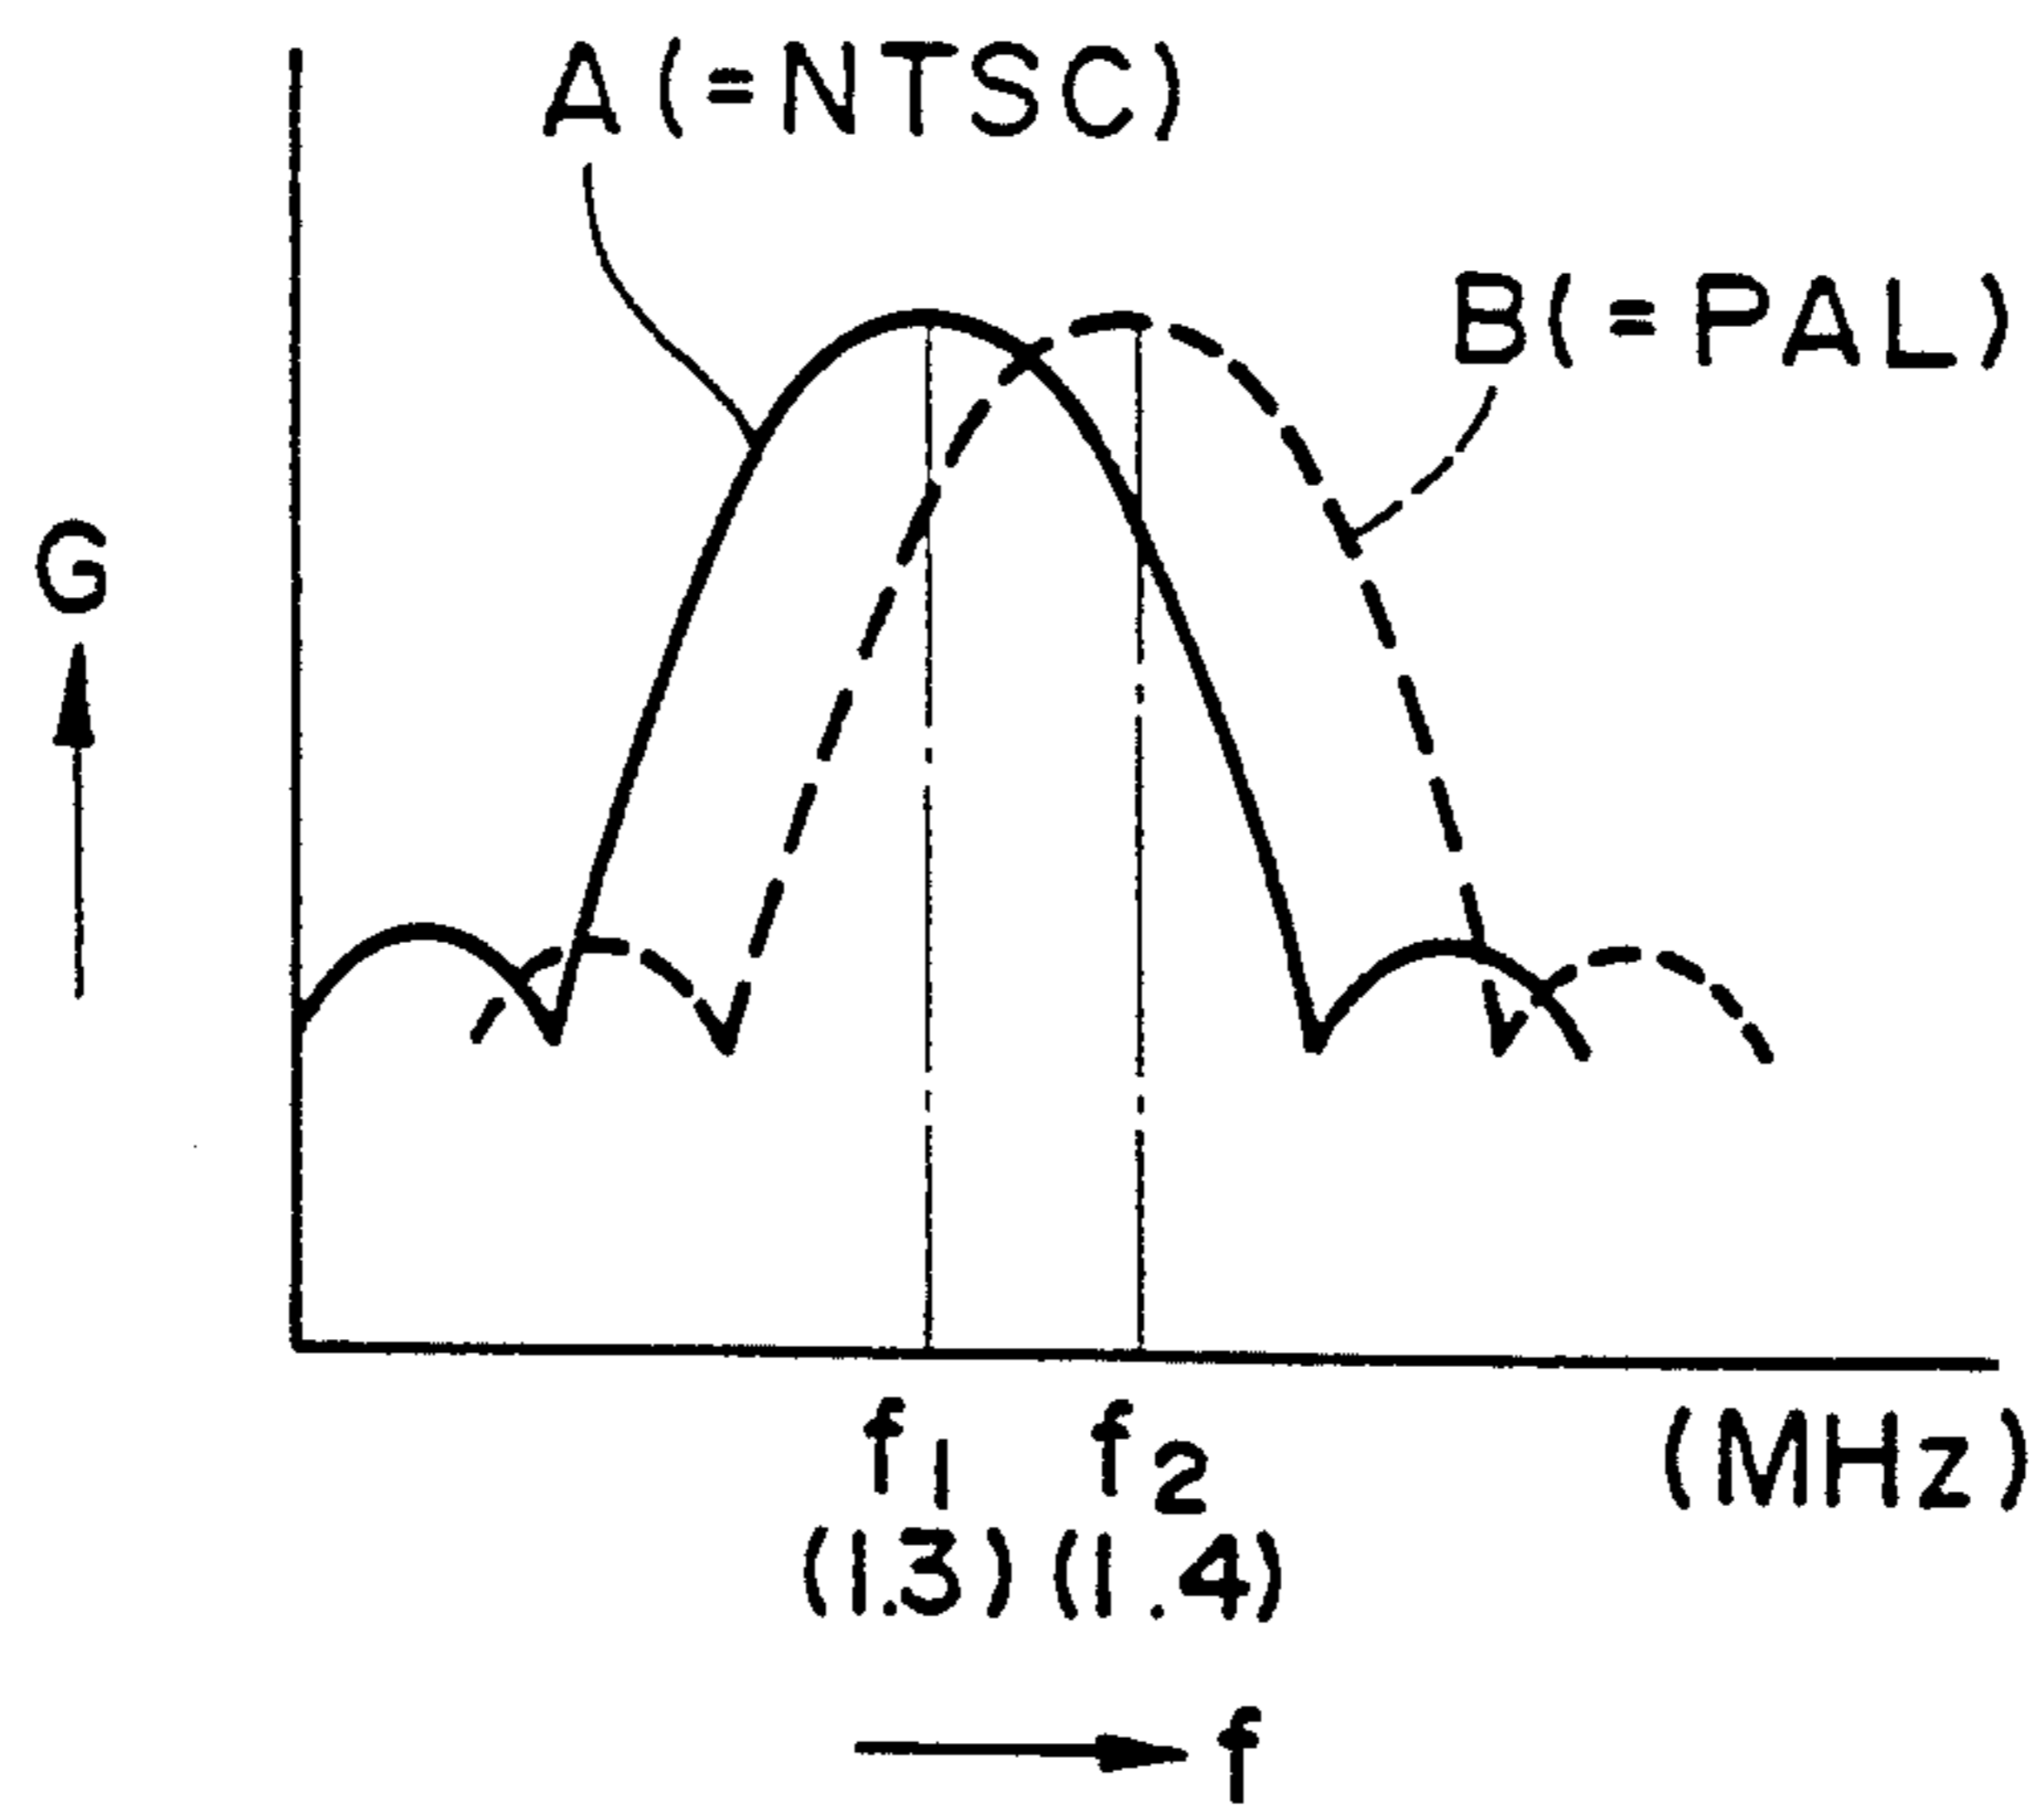 A(=NTSC)
B(=PAL)
G
f1 f2 (MHz)
(1.3) (1.4)
f